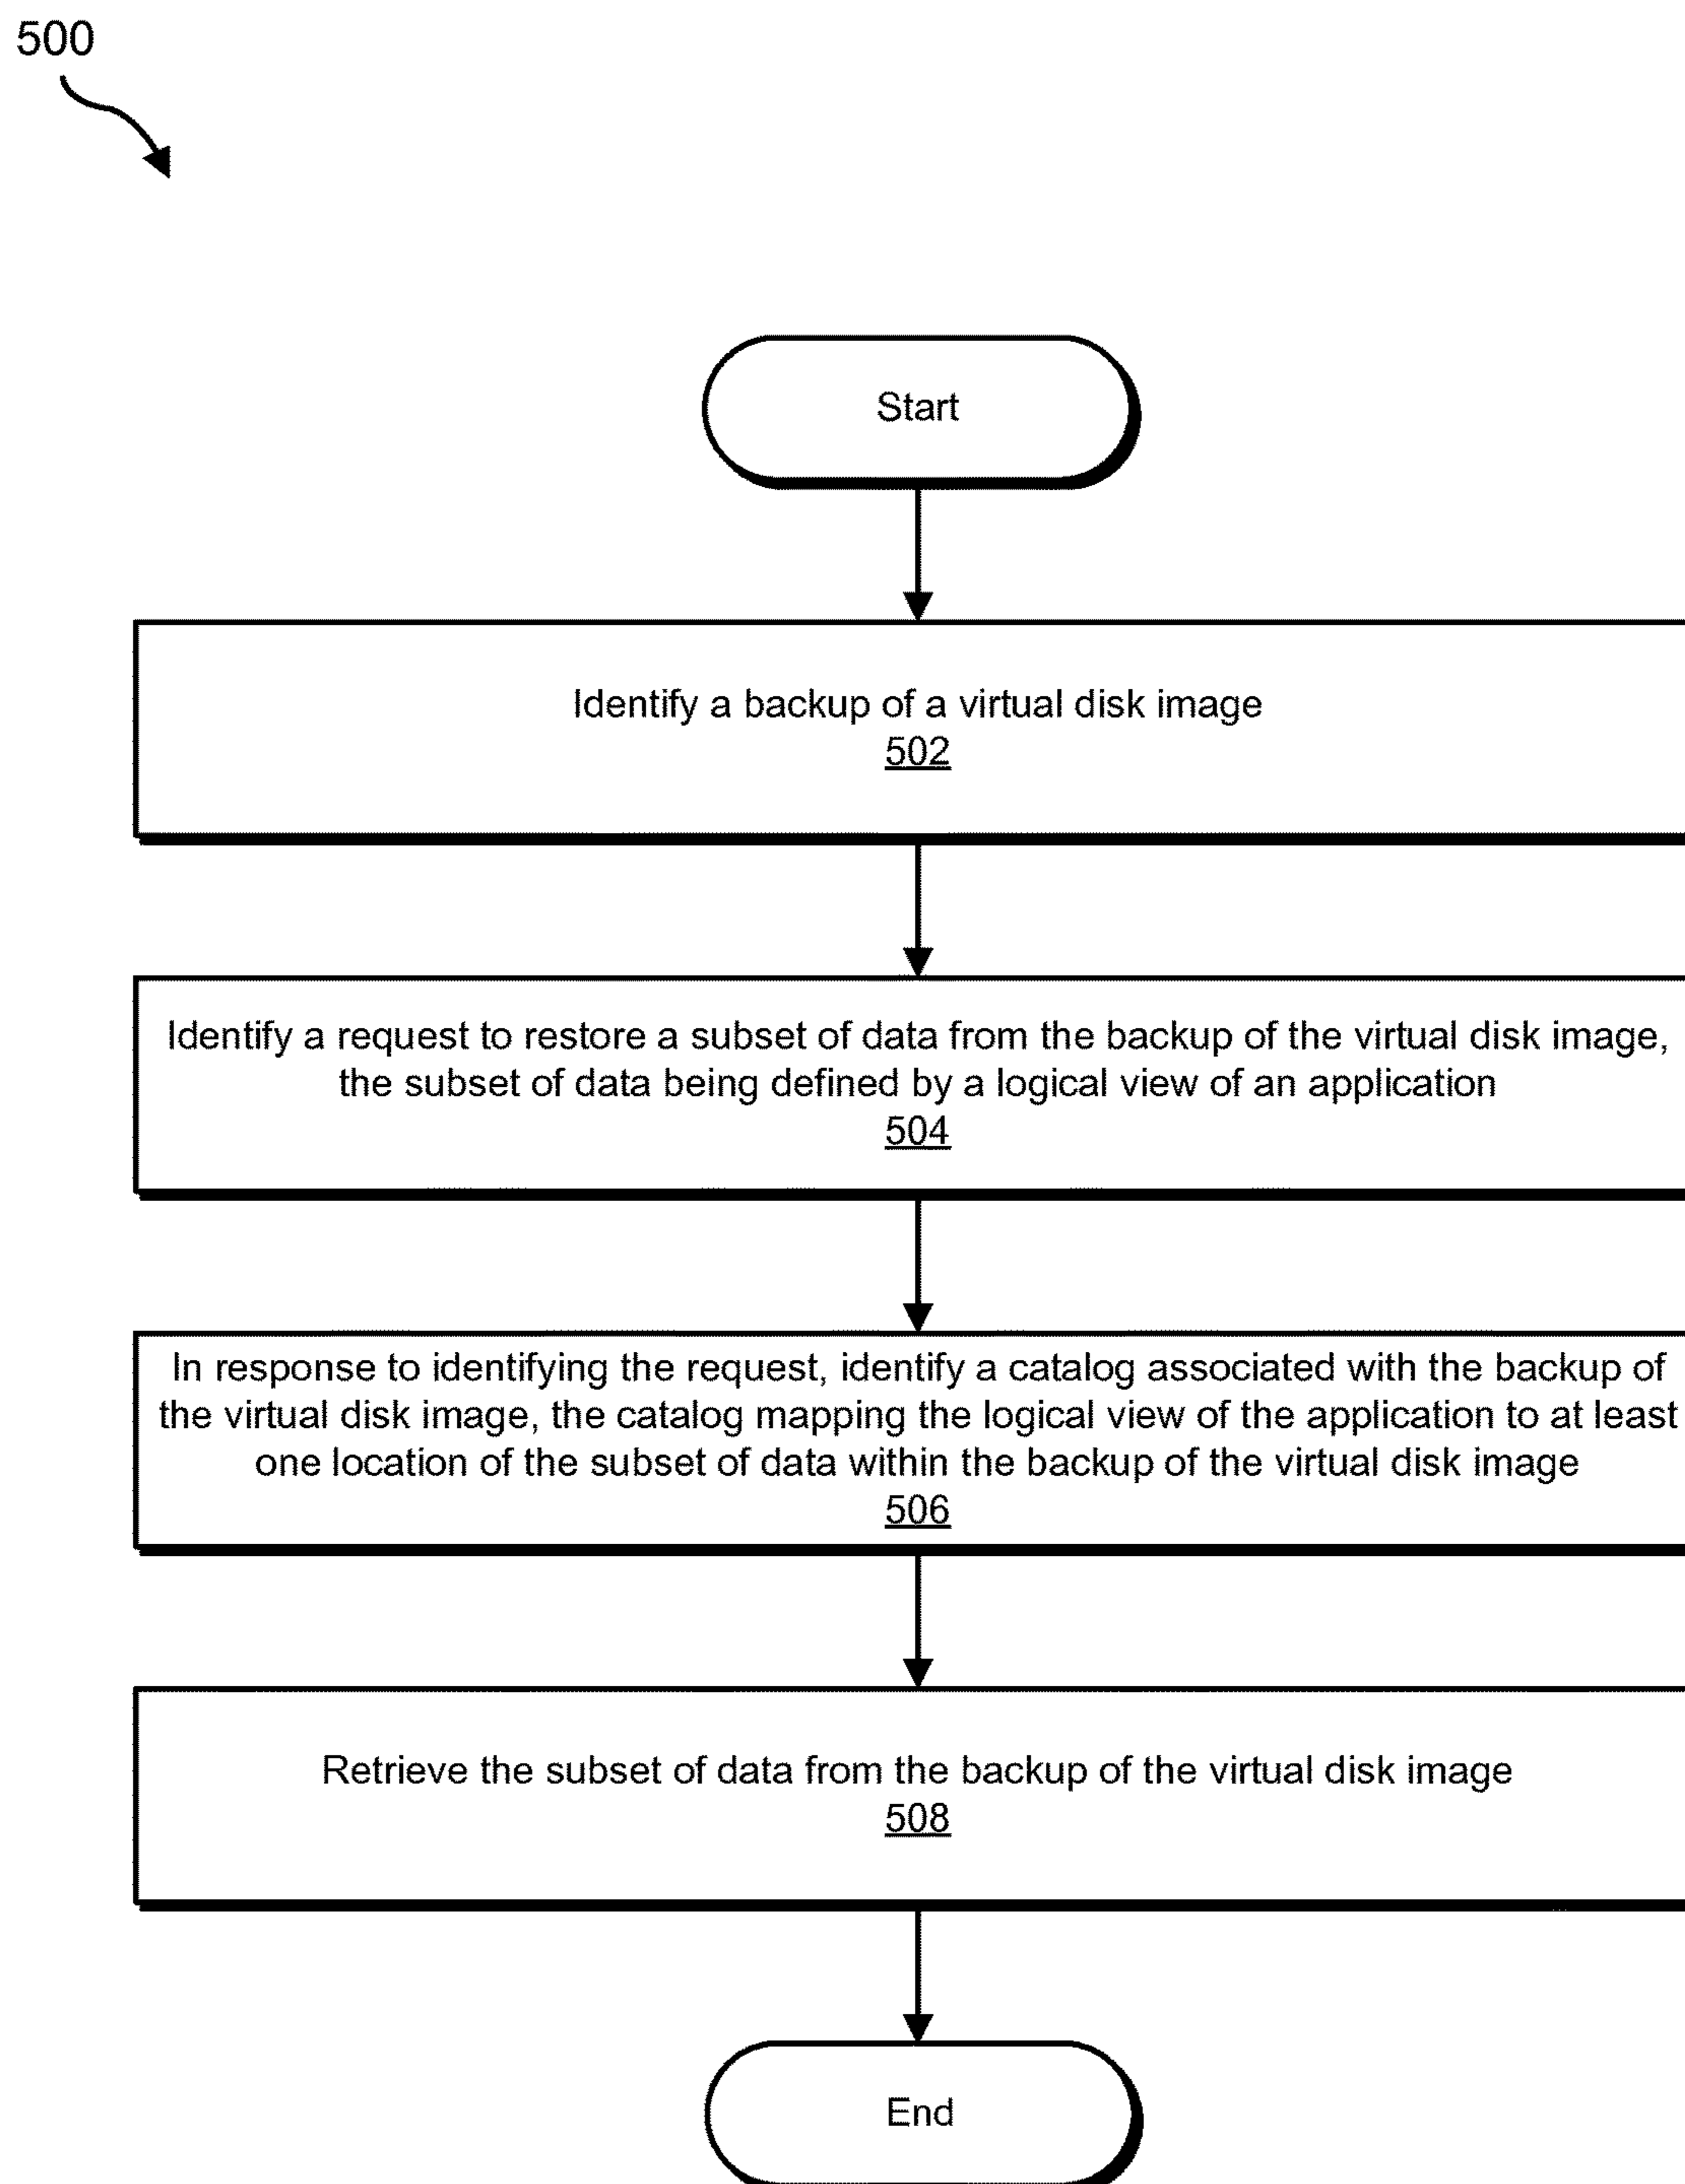 500
Start
Identify a backup of a virtual disk image
502
Identify a request to restore a subset of data from the backup of the virtual disk image,
the subset of data being defined by a logical view of an application
504
In response to identifying the request, identify a catalog associated with the backup of
the virtual disk image, the catalog mapping the logical view of the application to at least
one location of the subset of data within the backup of the virtual disk image
506
Retrieve the subset of data from the backup of the virtual disk image
508
End